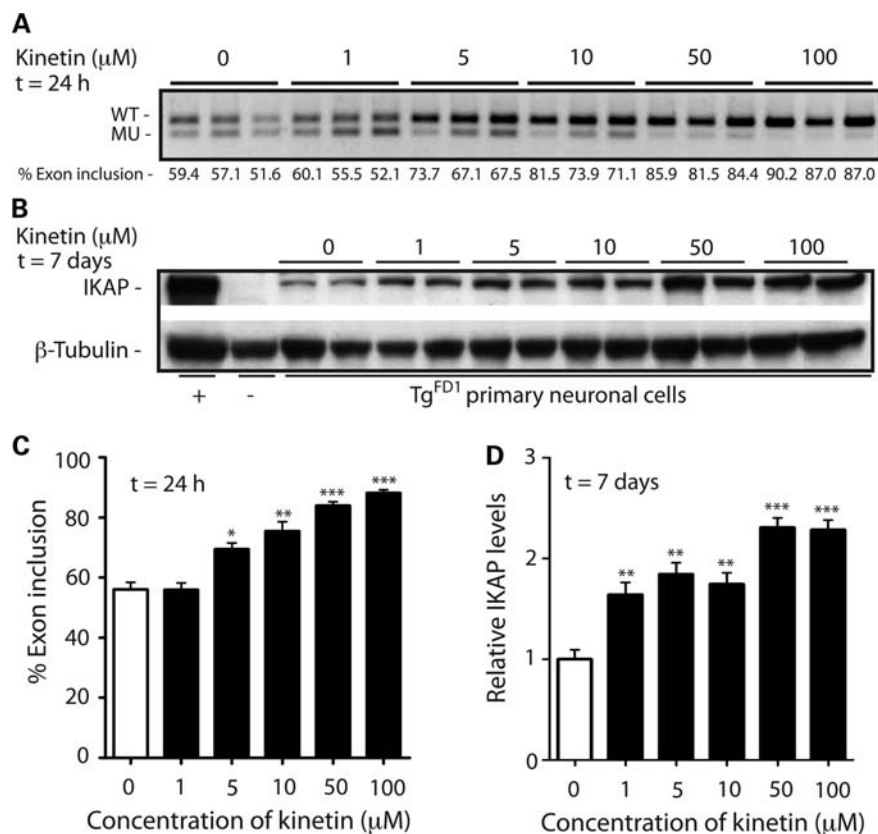 A
Kinetin (μM) 0 1 5 10 50 100
t = 24 h
WT -
MU -
% Exon inclusion - 59.4 57.1 51.6 60.1 55.5 52.1 73.7 67.1 67.5 81.5 73.9 71.1 85.9 81.5 84.4 90.2 87.0 87.0
B
Kinetin (μM) 0 1 5 10 50 100
t = 7 days
IKAP -
β-Tubulin -
+ - Tg^FD1 primary neuronal cells
C
t = 24 h
% Exon inclusion
100
80
60
40
20
0
* ** *** ***
0 1 5 10 50 100
Concentration of kinetin (μM)
D
t = 7 days
Relative IKAP levels
3
2
1
0
** ** ** *** ***
0 1 5 10 50 100
Concentration of kinetin (μM)